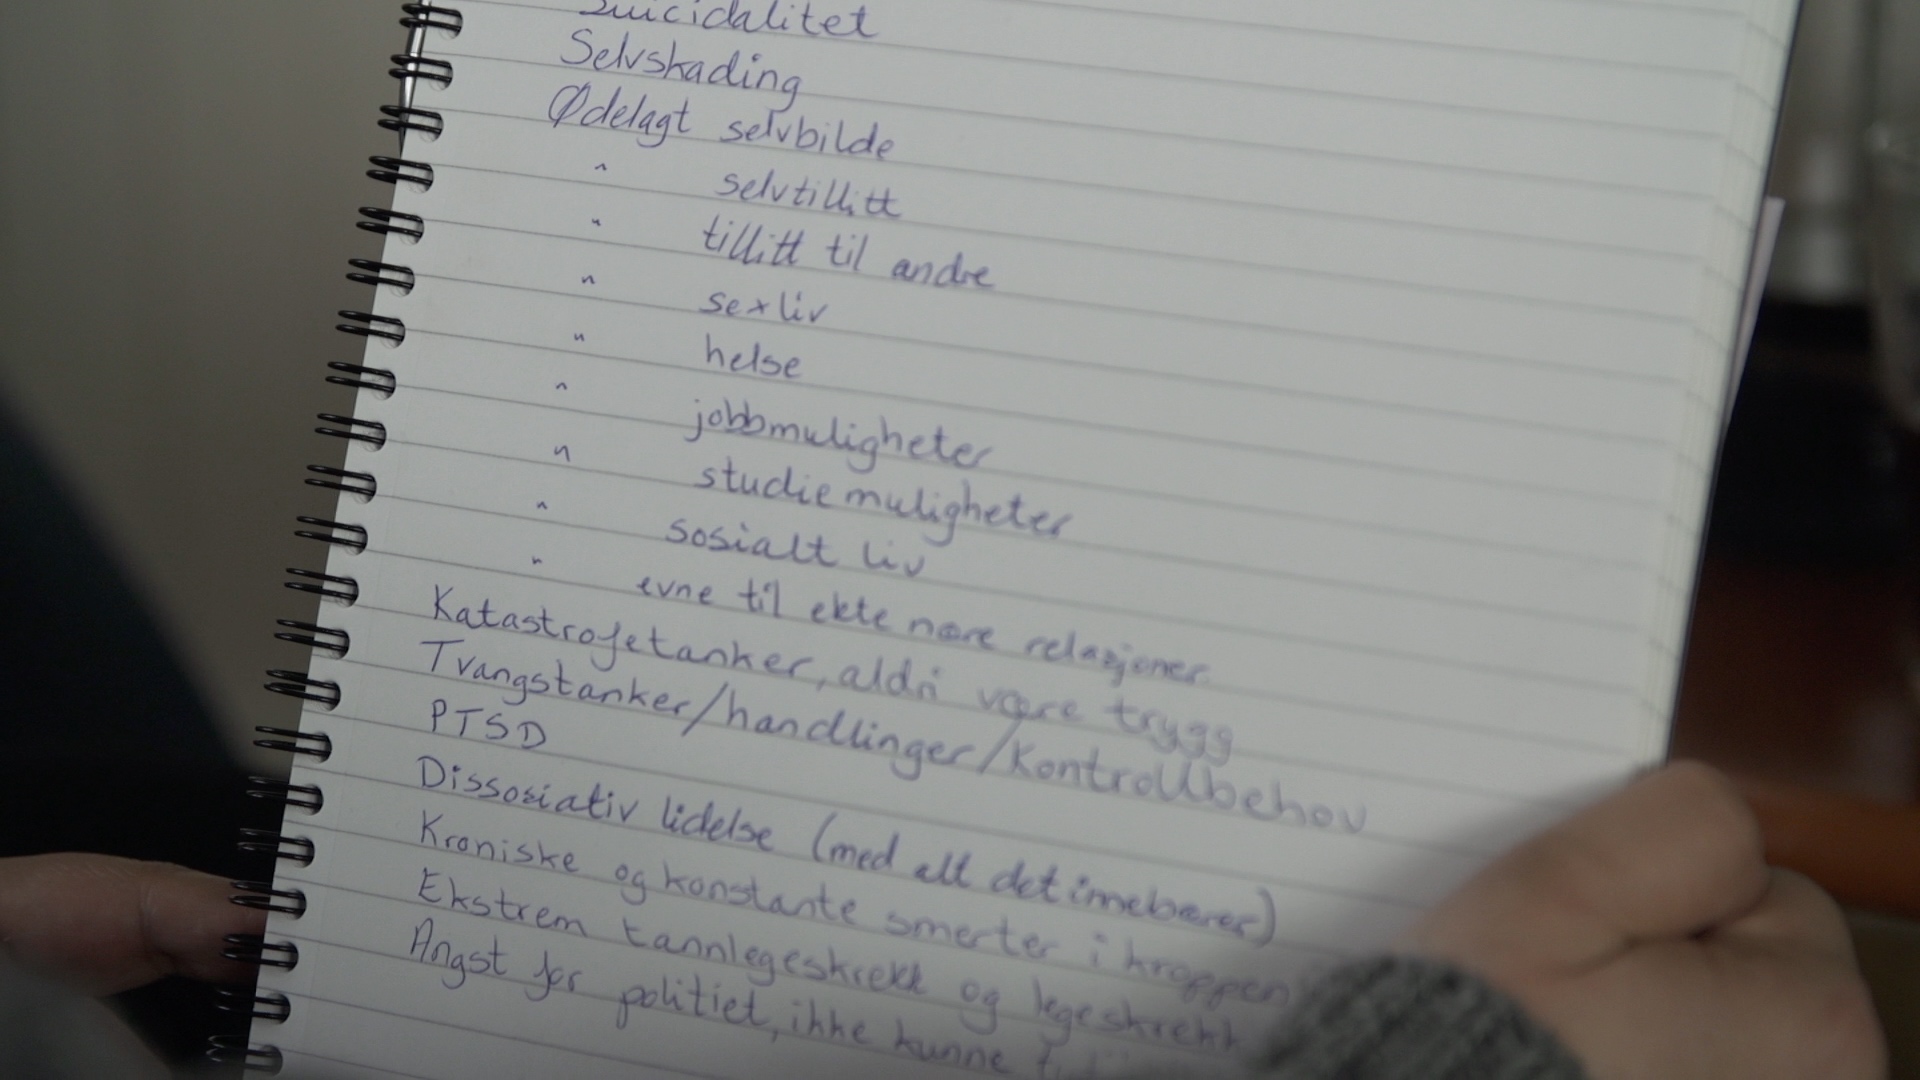 Suicidalitet
Selvskading
Ødelagt selvbilde
" selvtillitt
" tillitt til andre
" sexliv
" helse
" jobbmuligheter
" studiemuligheter
" sosialt liv
" evne til ekte nære relasjoner
Katastrofetanker, aldri være trygg
Tvangstanker/handlinger/Kontrollbehov
PTSD
Dissosiativ lidelse (med alt det innebærer)
Kroniske og konstante smerter i kroppen
Ekstrem tannlegeskrekk og legeskrekk
Angst for politiet, ikke kunne